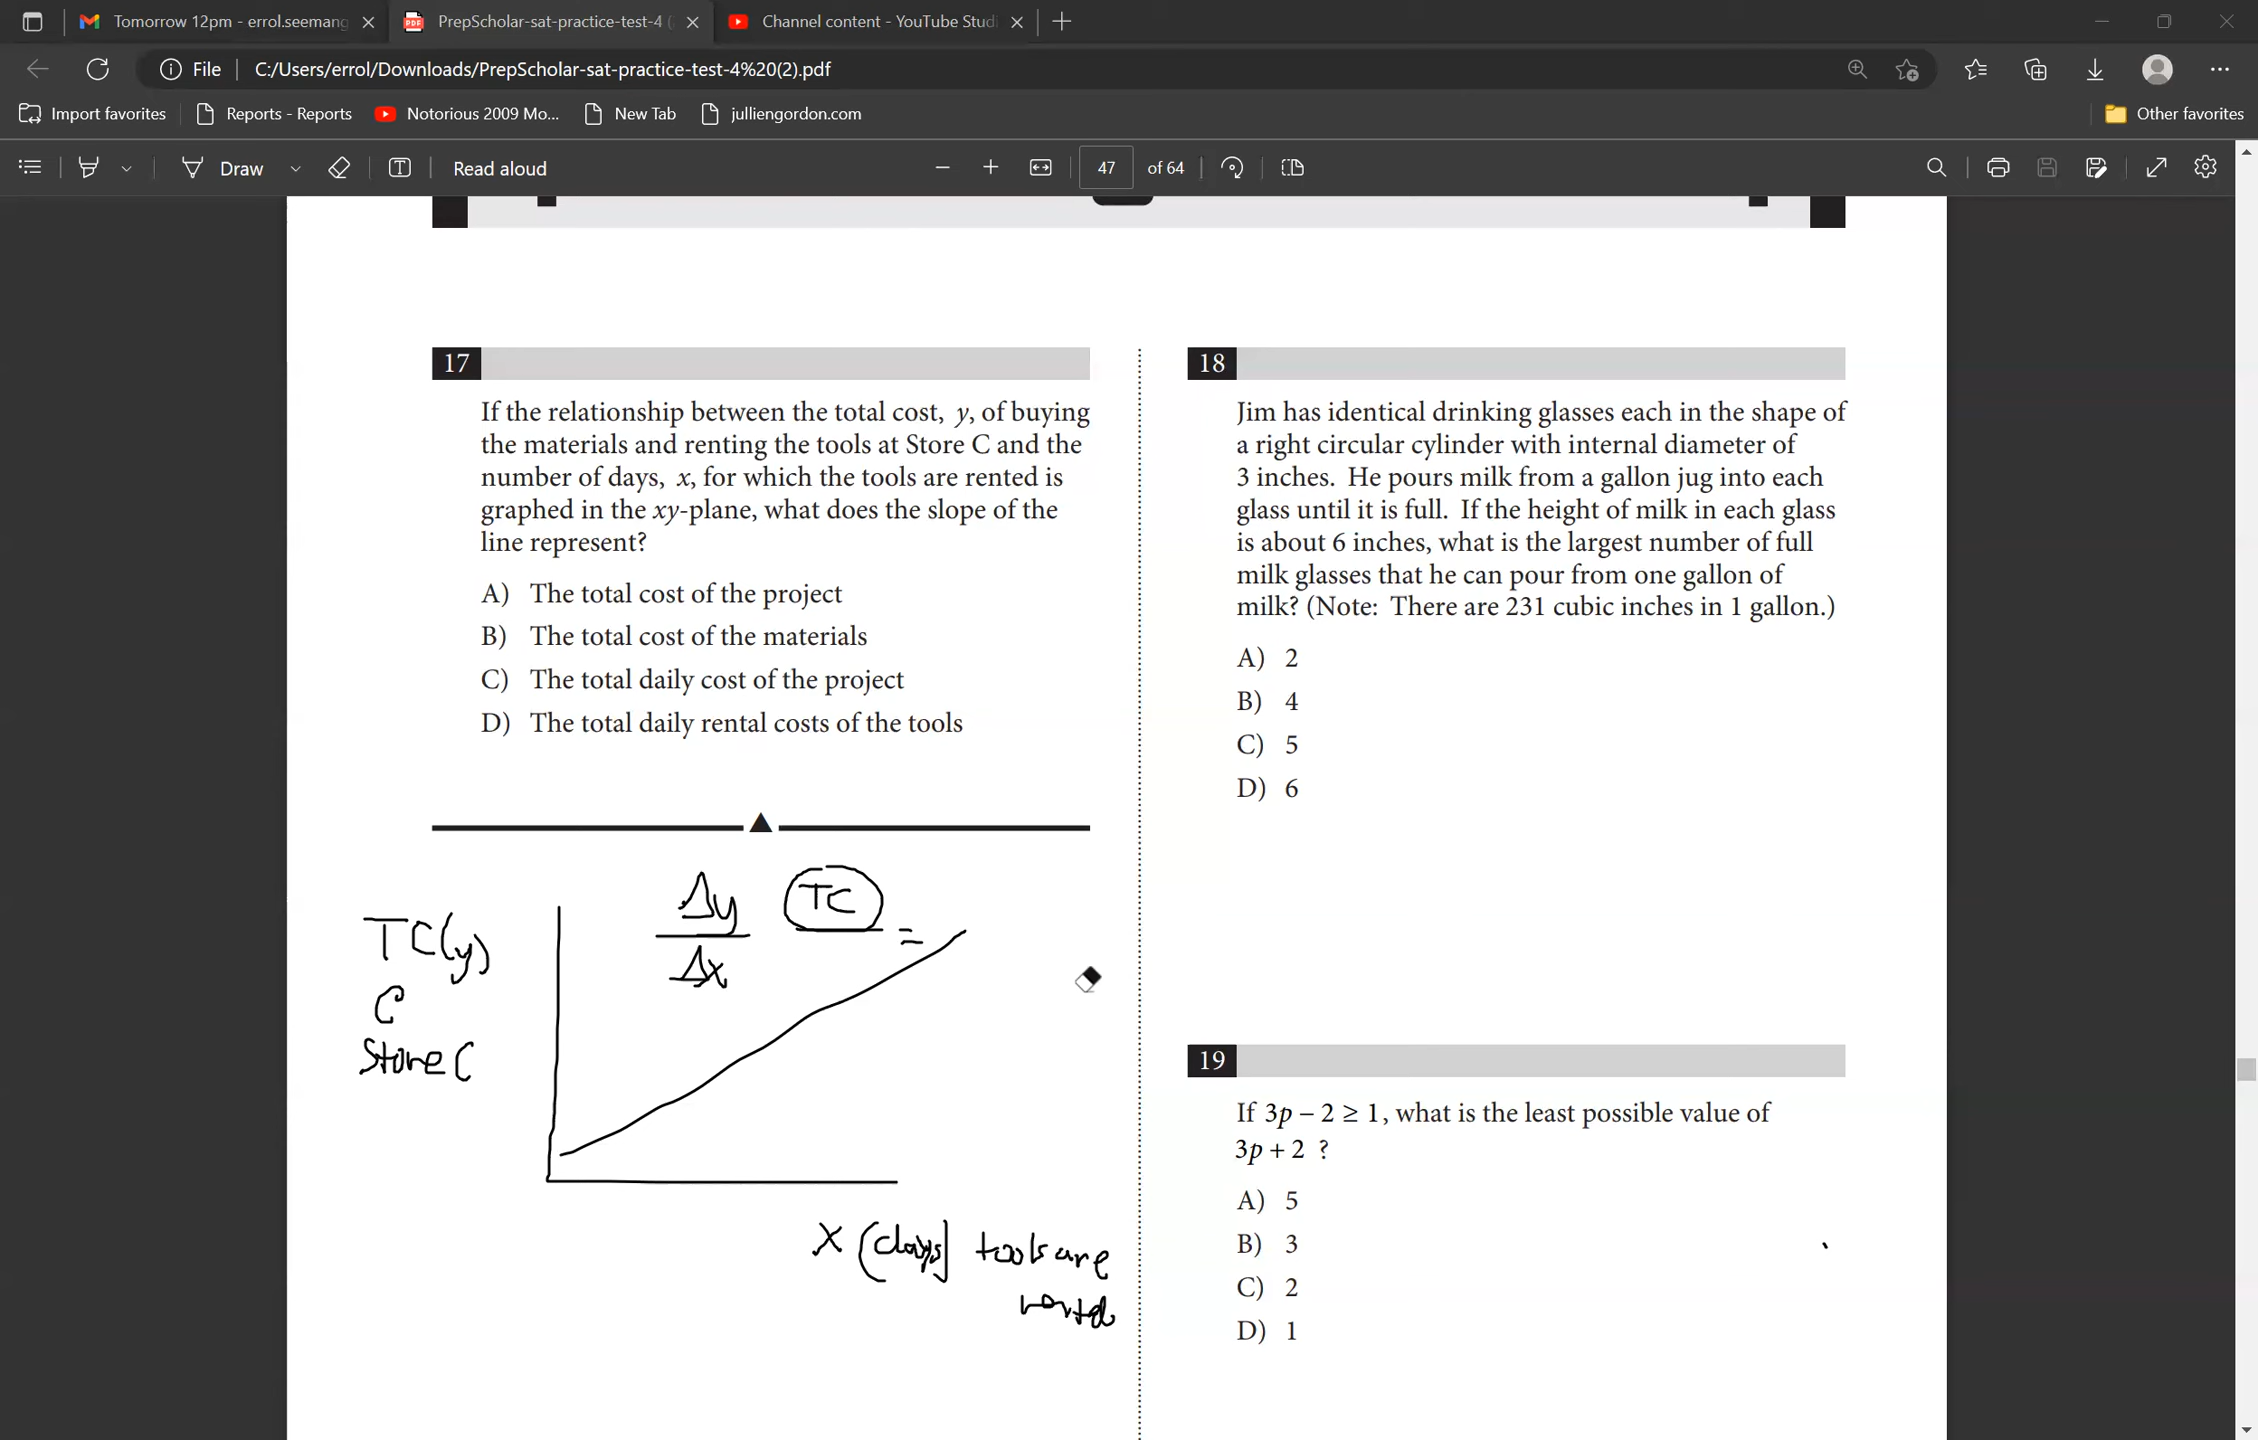 Tomorrow 12pm - errol.seemang
PrepScholar-sat-practice-test-4 (
Channel content - YouTube Studi
File
C:/Users/errol/Downloads/PrepScholar-sat-practice-test-4%20(2).pdf
Import favorites
Reports - Reports
Notorious 2009 Mo...
New Tab
julliengordon.com
Other favorites
Draw
Read aloud
47
of 64
17
If the relationship between the total cost, y, of buying
the materials and renting the tools at Store C and the
number of days, x, for which the tools are rented is
graphed in the xy-plane, what does the slope of the
line represent?
A) The total cost of the project
B) The total cost of the materials
C) The total daily cost of the project
D) The total daily rental costs of the tools
Δy
Δx
TC
=
TC(y)
C
Store C
X (days) tools are
rented
18
Jim has identical drinking glasses each in the shape of
a right circular cylinder with internal diameter of
3 inches. He pours milk from a gallon jug into each
glass until it is full. If the height of milk in each glass
is about 6 inches, what is the largest number of full
milk glasses that he can pour from one gallon of
milk? (Note: There are 231 cubic inches in 1 gallon.)
A) 2
B) 4
C) 5
D) 6
19
If 3p − 2 ≥ 1, what is the least possible value of
3p + 2 ?
A) 5
B) 3
C) 2
D) 1